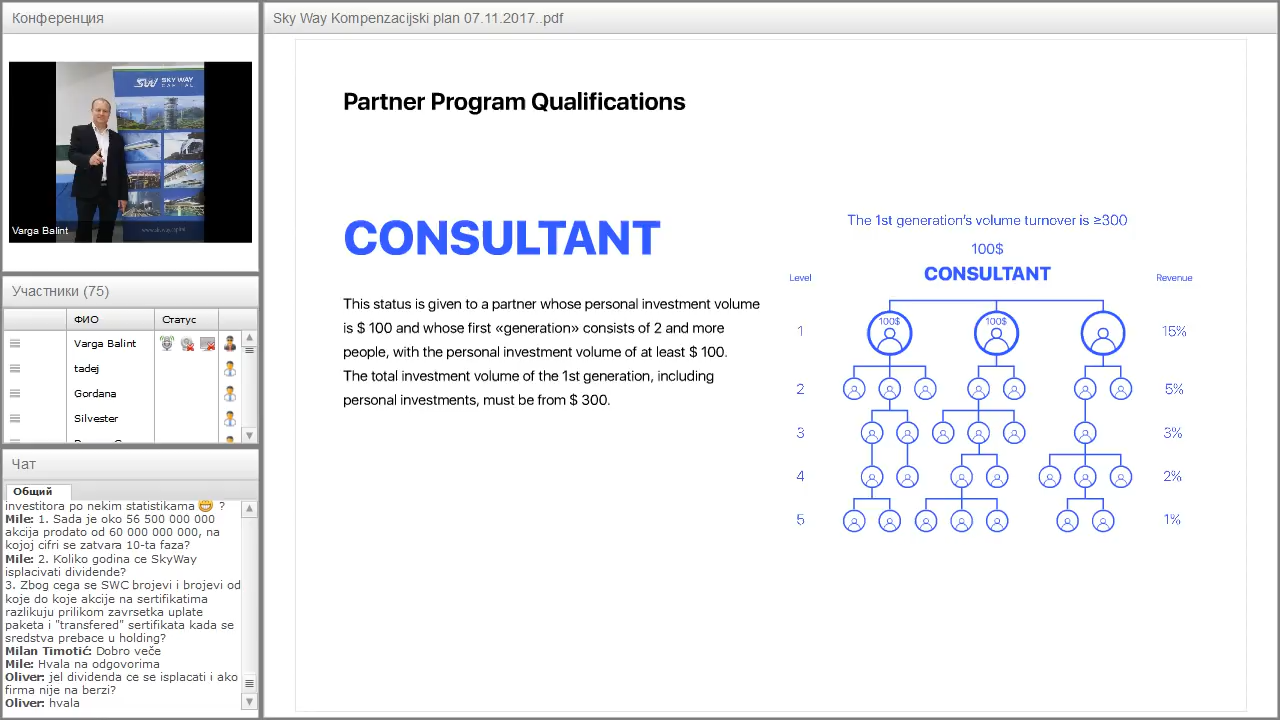 Конференция
SKY WAY
CAPITAL
Varga Balint
Участники (75)
ФИО
Статус
Varga Balint
tadej
Gordana
Silvester
Чат
Общий
investitora po nekim statistikama 😁 ?
Mile: 1. Sada je oko 56 500 000 000
akcija prodato od 60 000 000 000, na
kojoj cifri se zatvara 10-ta faza?
Mile: 2. Koliko godina ce SkyWay
isplacivati dividende?
3. Zbog cega se SWC brojevi i brojevi od
koje do koje akcije na sertifikatima
razlikuju prilikom zavrsetka uplate
paketa i "transfered" sertifikata kada se
sredstva prebace u holding?
Milan Timotić: Dobro veče
Mile: Hvala na odgovorima
Oliver: jel dividenda ce se isplacati i ako
firma nije na berzi?
Oliver: hvala
Sky Way Kompenzacijski plan 07.11.2017..pdf
Partner Program Qualifications
CONSULTANT
This status is given to a partner whose personal investment volume
is $ 100 and whose first «generation» consists of 2 and more
people, with the personal investment volume of at least $ 100.
The total investment volume of the 1st generation, including
personal investments, must be from $ 300.
The 1st generation's volume turnover is ≥300
100$
Level CONSULTANT Revenue
1 100$ 100$ 15%
2 5%
3 3%
4 2%
5 1%